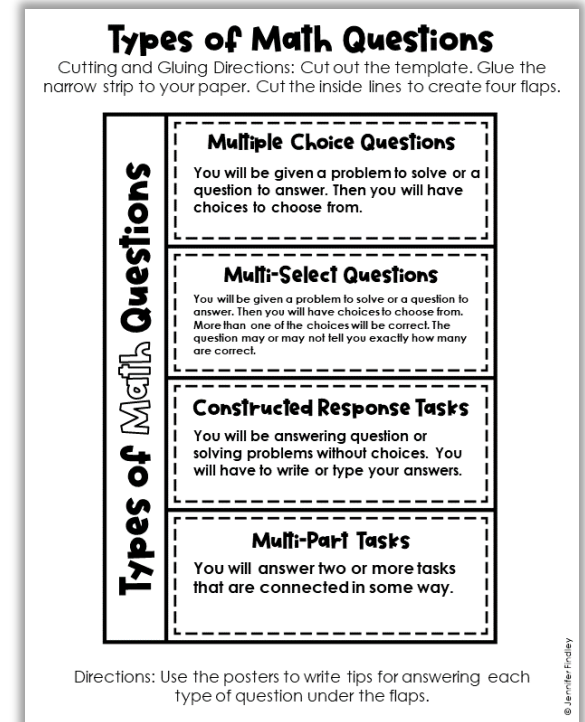 Types of Math Questions
Cutting and Gluing Directions: Cut out the template. Glue the
narrow strip to your paper. Cut the inside lines to create four flaps.
Types of Math Questions
Multiple Choice Questions
You will be given a problem to solve or a
question to answer. Then you will have
choices to choose from.
Multi-Select Questions
You will be given a problem to solve or a question to
answer. Then you will have choices to choose from.
More than one of the choices will be correct. The
question may or may not tell you exactly how many
are correct.
Constructed Response Tasks
You will be answering question or
solving problems without choices. You
will have to write or type your answers.
Multi-Part Tasks
You will answer two or more tasks
that are connected in some way.
Directions: Use the posters to write tips for answering each
type of question under the flaps.
© Jennifer Findley